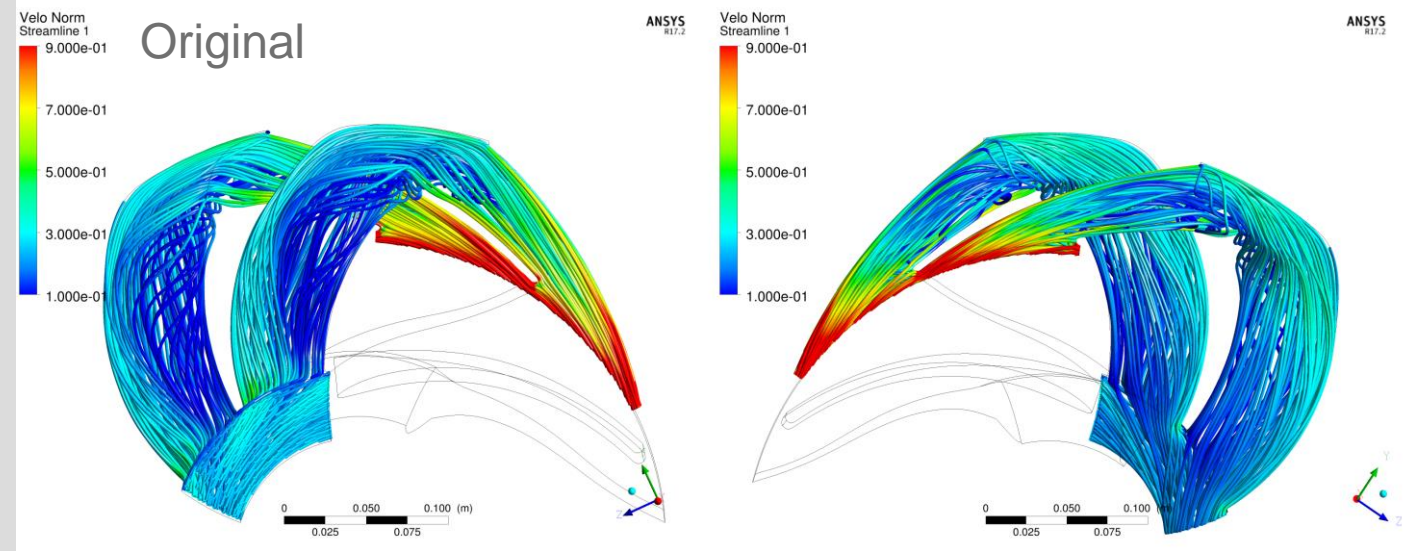 Velo Norm
Streamline 1
Original
ANSYS
R17.2
9.000e-01
7.000e-01
5.000e-01
3.000e-01
1.000e-01
0 0.050 0.100 (m)
0.025 0.075
Z
Velo Norm
Streamline 1
ANSYS
R17.2
9.000e-01
7.000e-01
5.000e-01
3.000e-01
1.000e-01
0 0.050 0.100 (m)
0.025 0.075
Y
Z